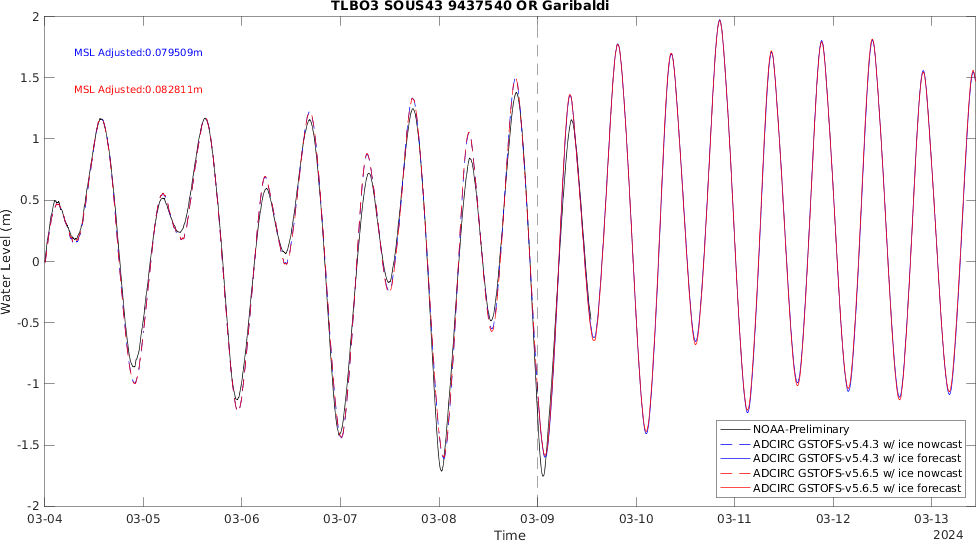 TLBO3 SOUS43 9437540 OR Garibaldi
MSL Adjusted:0.079509m
MSL Adjusted:0.082811m
Water Level (m)
2
1.5
1
0.5
0
-0.5
-1
-1.5
-2
NOAA-Preliminary
ADCIRC GSTOFS-v5.4.3 w/ ice nowcast
ADCIRC GSTOFS-v5.4.3 w/ ice forecast
ADCIRC GSTOFS-v5.6.5 w/ ice nowcast
ADCIRC GSTOFS-v5.6.5 w/ ice forecast
03-04 03-05 03-06 03-07 03-08 03-09 03-10 03-11 03-12 03-13
Time
2024